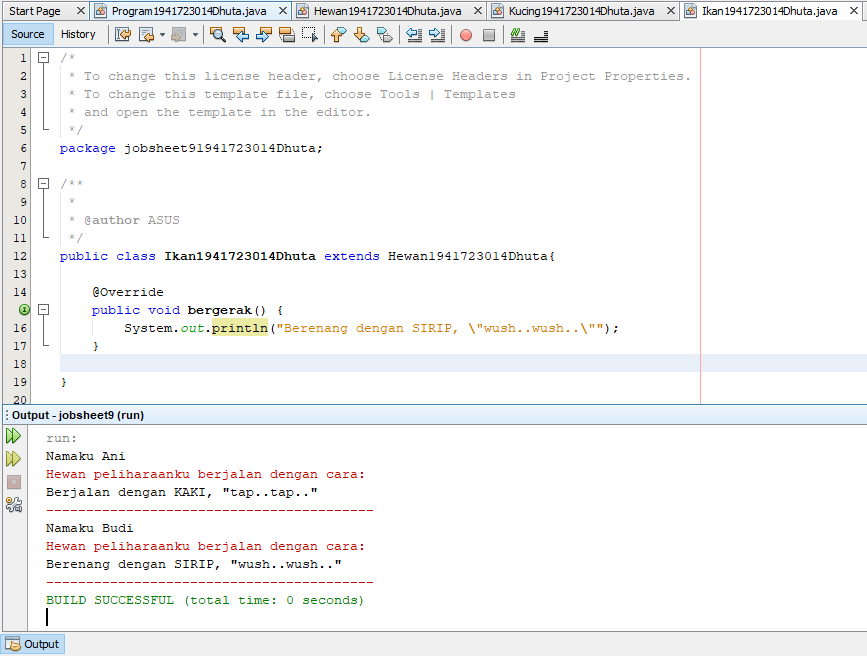 Start Page
Program1941723014Dhuta.java
Hewan1941723014Dhuta.java
Kucing1941723014Dhuta.java
Ikan1941723014Dhuta.java
Source History
1 /*
2 * To change this license header, choose License Headers in Project Properties.
3 * To change this template file, choose Tools | Templates
4 * and open the template in the editor.
5 */
6 package jobsheet91941723014Dhuta;
7
8 /**
9 *
10 * @author ASUS
11 */
12 public class Ikan1941723014Dhuta extends Hewan1941723014Dhuta{
13
14 @Override
public void bergerak() {
16 System.out.println("Berenang dengan SIRIP, \"wush..wush..\"");
17 }
18
19 }
20
Output - jobsheet9 (run)
run:
Namaku Ani
Hewan peliharaanku berjalan dengan cara:
Berjalan dengan KAKI, "tap..tap.."
-----------------------------------------
Namaku Budi
Hewan peliharaanku berjalan dengan cara:
Berenang dengan SIRIP, "wush..wush.."
-----------------------------------------
BUILD SUCCESSFUL (total time: 0 seconds)
Output